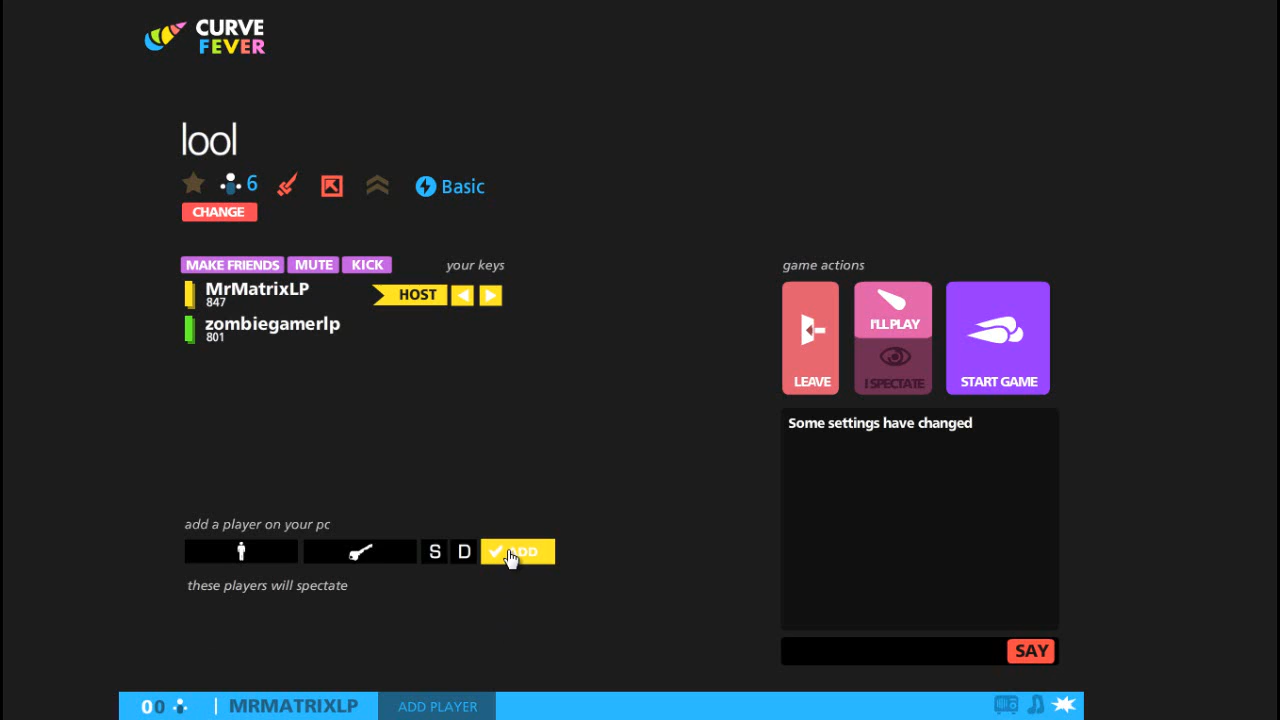 CURVE
FEVER
lool
6
Basic
CHANGE
MAKE FRIENDS MUTE KICK your keys
MrMatrixLP
847
HOST
zombiegamerlp
801
game actions
LEAVE
I'LL PLAY
I SPECTATE
START GAME
Some settings have changed
add a player on your pc
S D ADD
these players will spectate
SAY
00 | MRMATRIXLP ADD PLAYER